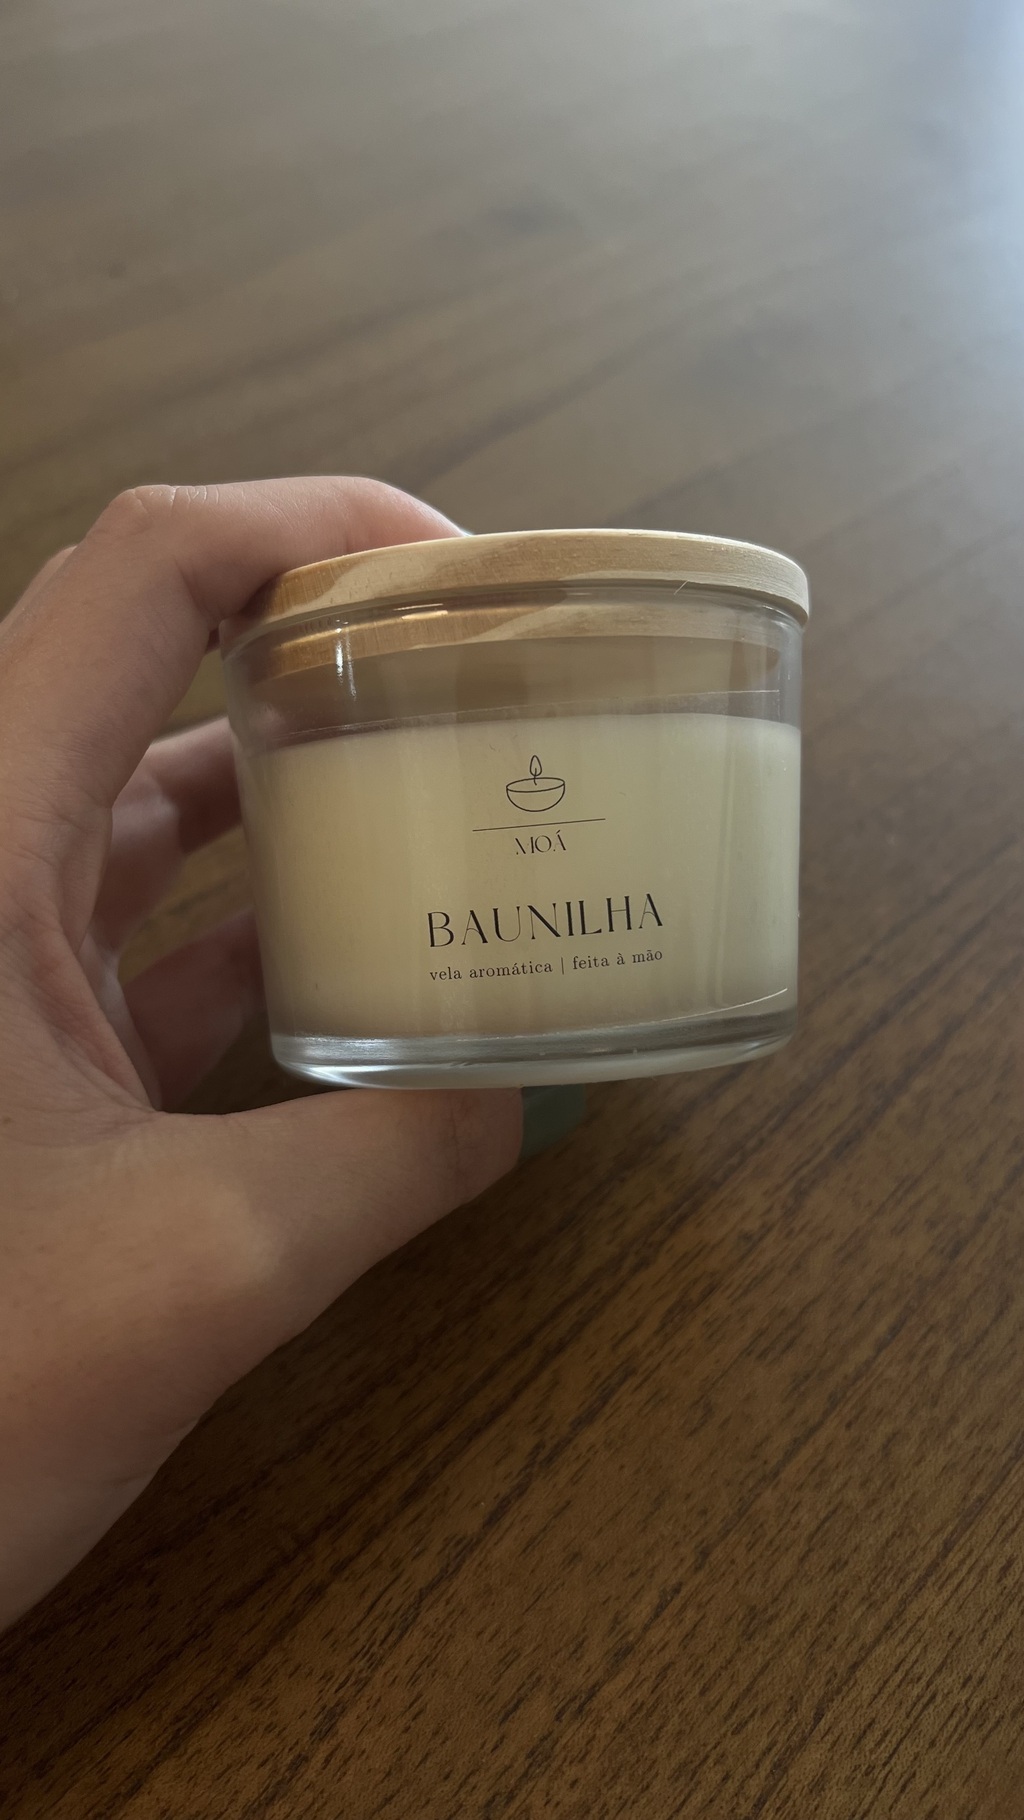 MOÁ
BAUNILHA
vela aromática | feita à mão